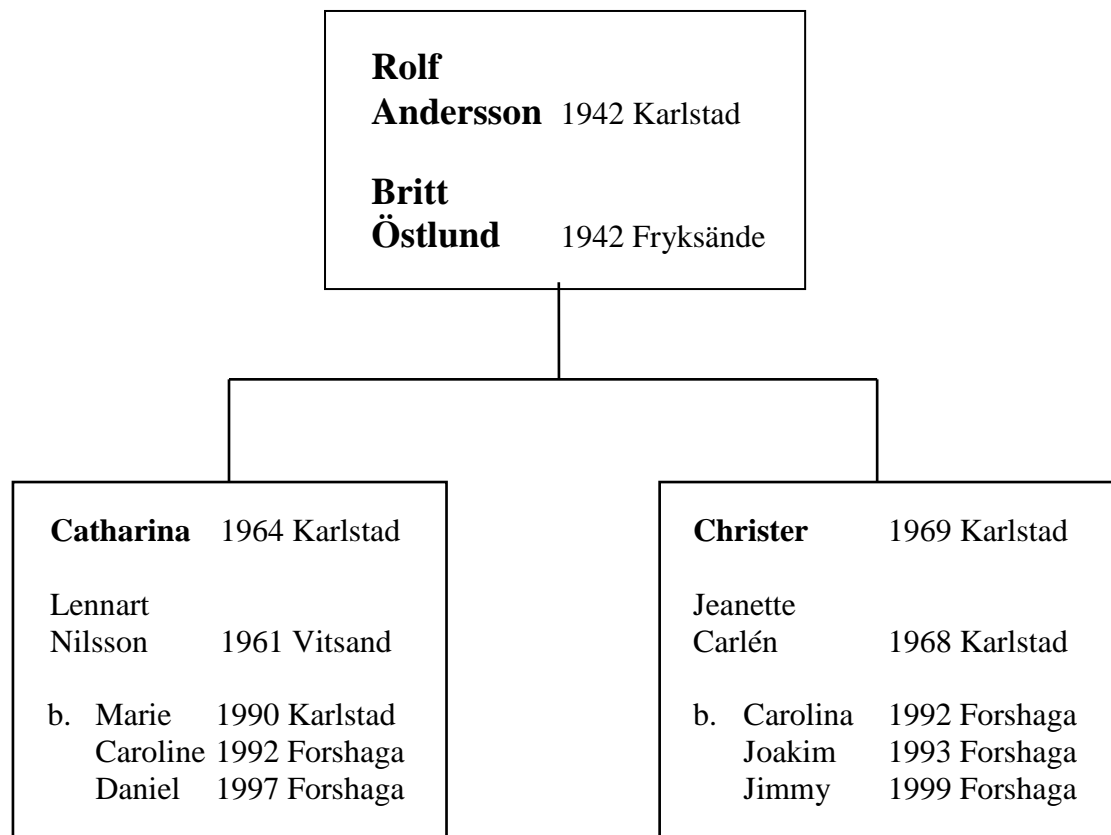 Rolf
Andersson 1942 Karlstad
Britt
Östlund 1942 Fryksände
Catharina 1964 Karlstad
Lennart
Nilsson 1961 Vitsand
b. Marie 1990 Karlstad
Caroline 1992 Forshaga
Daniel 1997 Forshaga
Christer 1969 Karlstad
Jeanette
Carlén 1968 Karlstad
b. Carolina 1992 Forshaga
Joakim 1993 Forshaga
Jimmy 1999 Forshaga